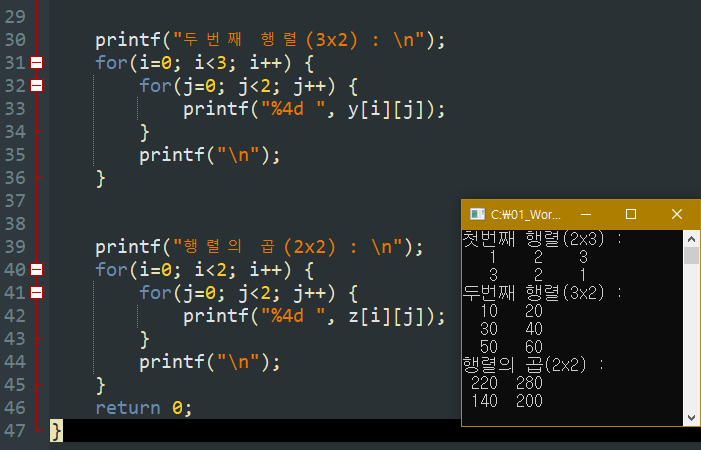 29
30 printf("두번째 행렬(3x2) : \n");
31 for(i=0; i<3; i++) {
32 for(j=0; j<2; j++) {
33 printf("%4d ", y[i][j]);
34 }
35 printf("\n");
36 }
37
38
39 printf("행렬의 곱(2x2) : \n");
40 for(i=0; i<2; i++) {
41 for(j=0; j<2; j++) {
42 printf("%4d ", z[i][j]);
43 }
44 printf("\n");
45 }
46 return 0;
47 }
C:₩01_Wor...
첫번째 행렬(2x3) :
1 2 3
3 2 1
두번째 행렬(3x2) :
10 20
30 40
50 60
행렬의 곱(2x2) :
220 280
140 200